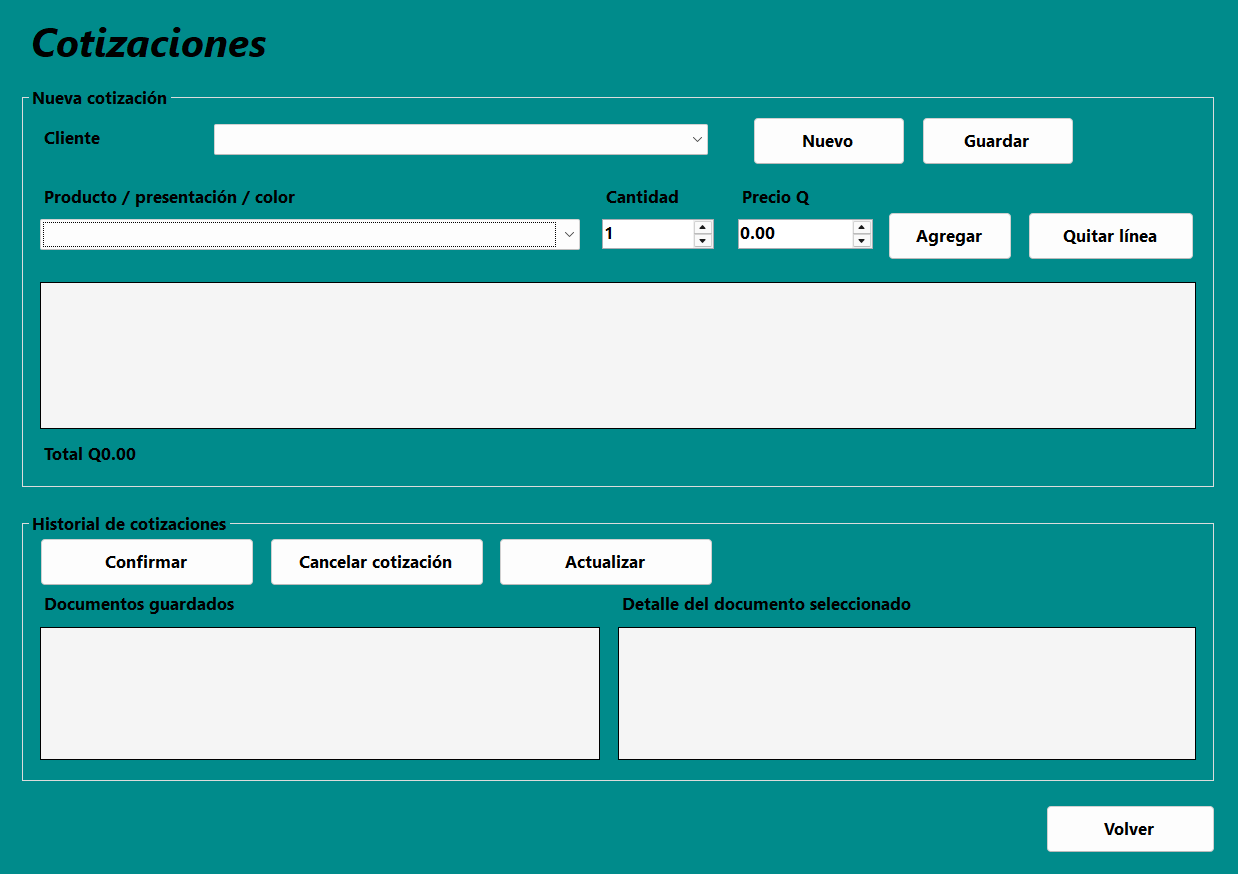 Cotizaciones
Nueva cotización
Cliente
Nuevo
Guardar
Producto / presentación / color
Cantidad
Precio Q
1
0.00
Agregar
Quitar línea
Total Q0.00
Historial de cotizaciones
Confirmar
Cancelar cotización
Actualizar
Documentos guardados
Detalle del documento seleccionado
Volver